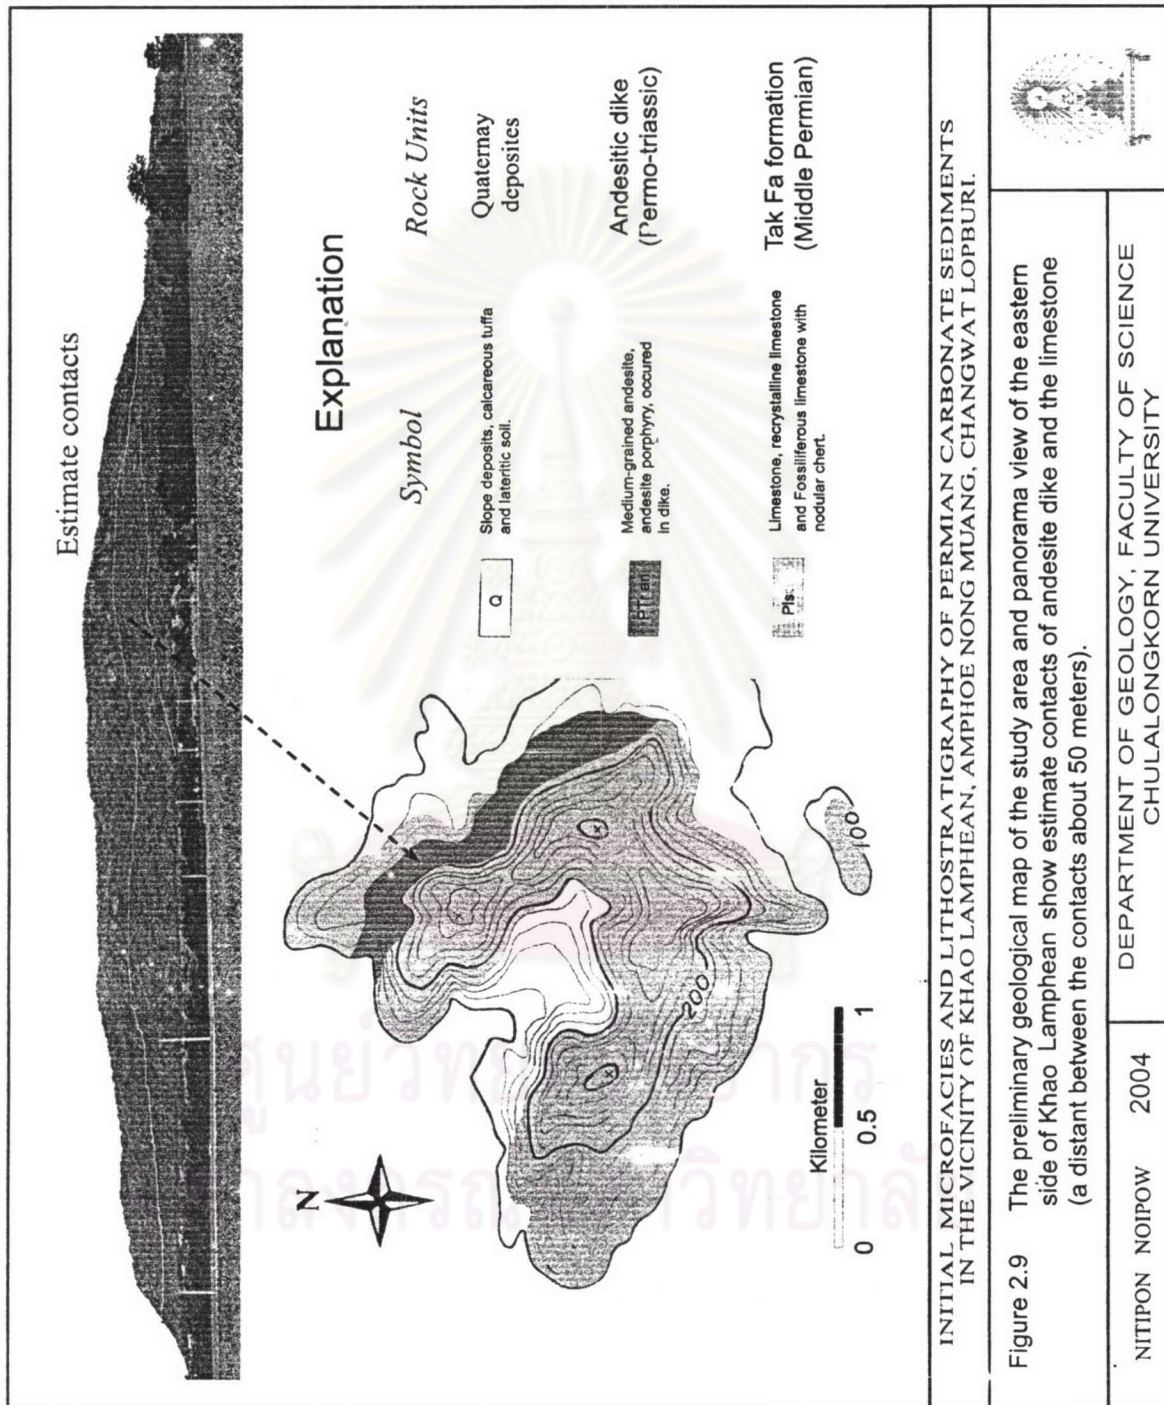 Estimate contacts
Explanation
Symbol
Rock Units
Q
Slope deposits, calcareous tuffa
and lateritic soil.
Quaternay
deposites
PTr an
Medium-grained andesite,
andesite porphyry, occured
in dike.
Andesitic dike
(Permo-triassic)
Pls
Limestone, recrystalline limestone
and Fossiliferous limestone with
nodular chert.
Tak Fa formation
(Middle Permian)
N
200
100
Kilometer
0 0.5 1
INITIAL MICROFACIES AND LITHOSTRATIGRAPHY OF PERMIAN CARBONATE SEDIMENTS
IN THE VICINITY OF KHAO LAMPHEAN, AMPHOE NONG MUANG, CHANGWAT LOPBURI.
Figure 2.9 The preliminary geological map of the study area and panorama view of the eastern
side of Khao Lamphean show estimate contacts of andesite dike and the limestone
(a distant between the contacts about 50 meters).
NITIPON NOIPOW 2004
DEPARTMENT OF GEOLOGY, FACULTY OF SCIENCE
CHULALONGKORN UNIVERSITY